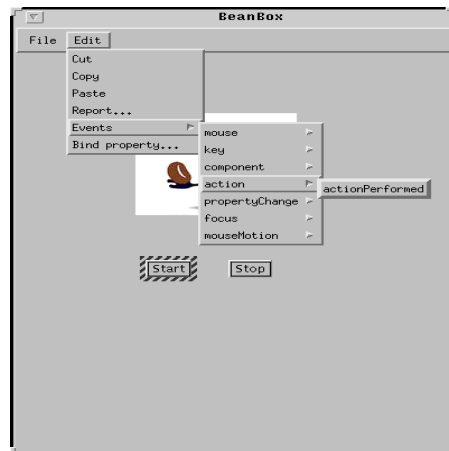 BeanBox
File Edit
Cut
Copy
Paste
Report...
Events
Bind property...
mouse
key
component
action
propertyChange
focus
mouseMotion
actionPerformed
Start Stop